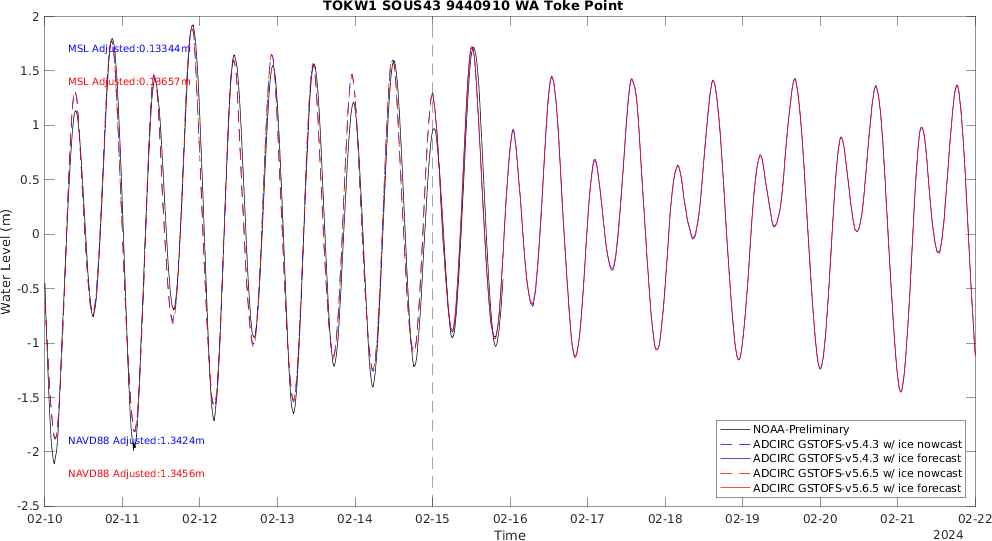 TOKW1 SOUS43 9440910 WA Toke Point
2
1.5
1
0.5
0
-0.5
-1
-1.5
-2
-2.5
Water Level (m)
MSL Adjusted:0.13344m
MSL Adjusted:0.13657m
NAVD88 Adjusted:1.3424m
NAVD88 Adjusted:1.3456m
NOAA-Preliminary
ADCIRC GSTOFS-v5.4.3 w/ ice nowcast
ADCIRC GSTOFS-v5.4.3 w/ ice forecast
ADCIRC GSTOFS-v5.6.5 w/ ice nowcast
ADCIRC GSTOFS-v5.6.5 w/ ice forecast
02-10 02-11 02-12 02-13 02-14 02-15 02-16 02-17 02-18 02-19 02-20 02-21 02-22
Time
2024